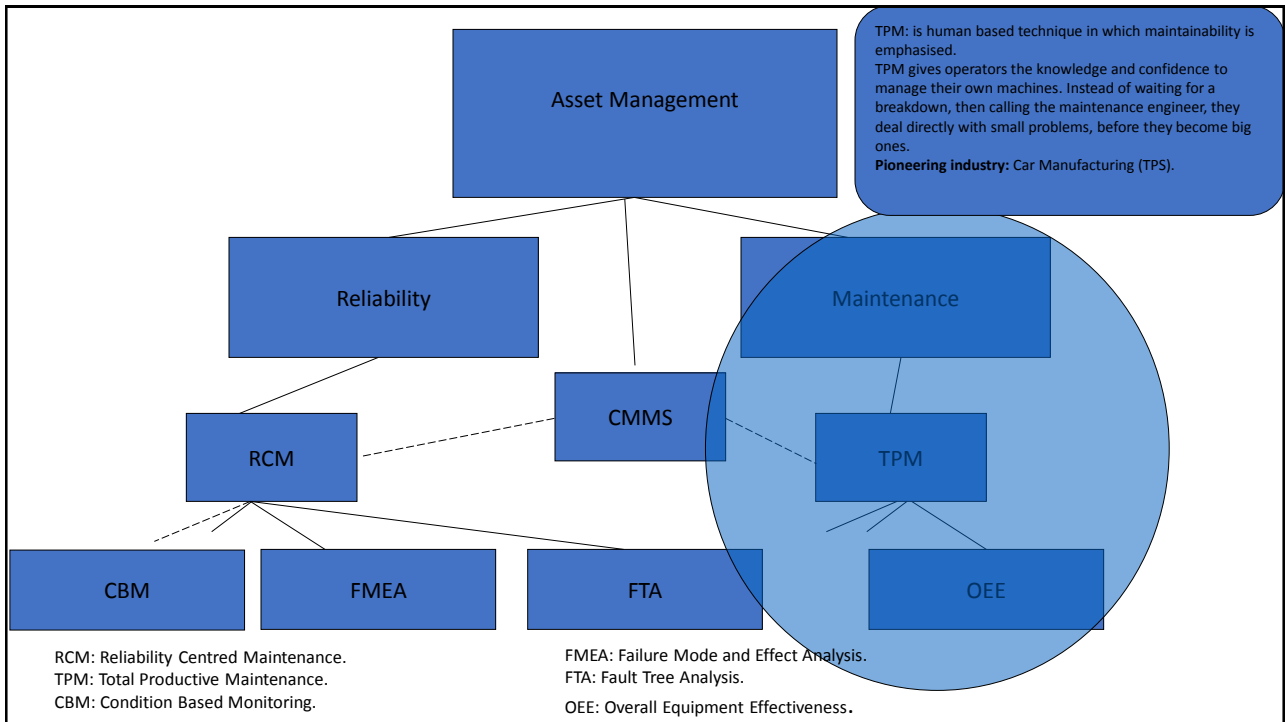 TPM: is human based technique in which maintainability is
emphasised.
TPM gives operators the knowledge and confidence to
manage their own machines. Instead of waiting for a
breakdown, then calling the maintenance engineer, they
deal directly with small problems, before they become big
ones.
Pioneering industry: Car Manufacturing (TPS).
Asset Management
Reliability
Maintenance
CMMS
RCM
TPM
CBM
FMEA
FTA
OEE
RCM: Reliability Centred Maintenance.
TPM: Total Productive Maintenance.
CBM: Condition Based Monitoring.
FMEA: Failure Mode and Effect Analysis.
FTA: Fault Tree Analysis.
OEE: Overall Equipment Effectiveness.